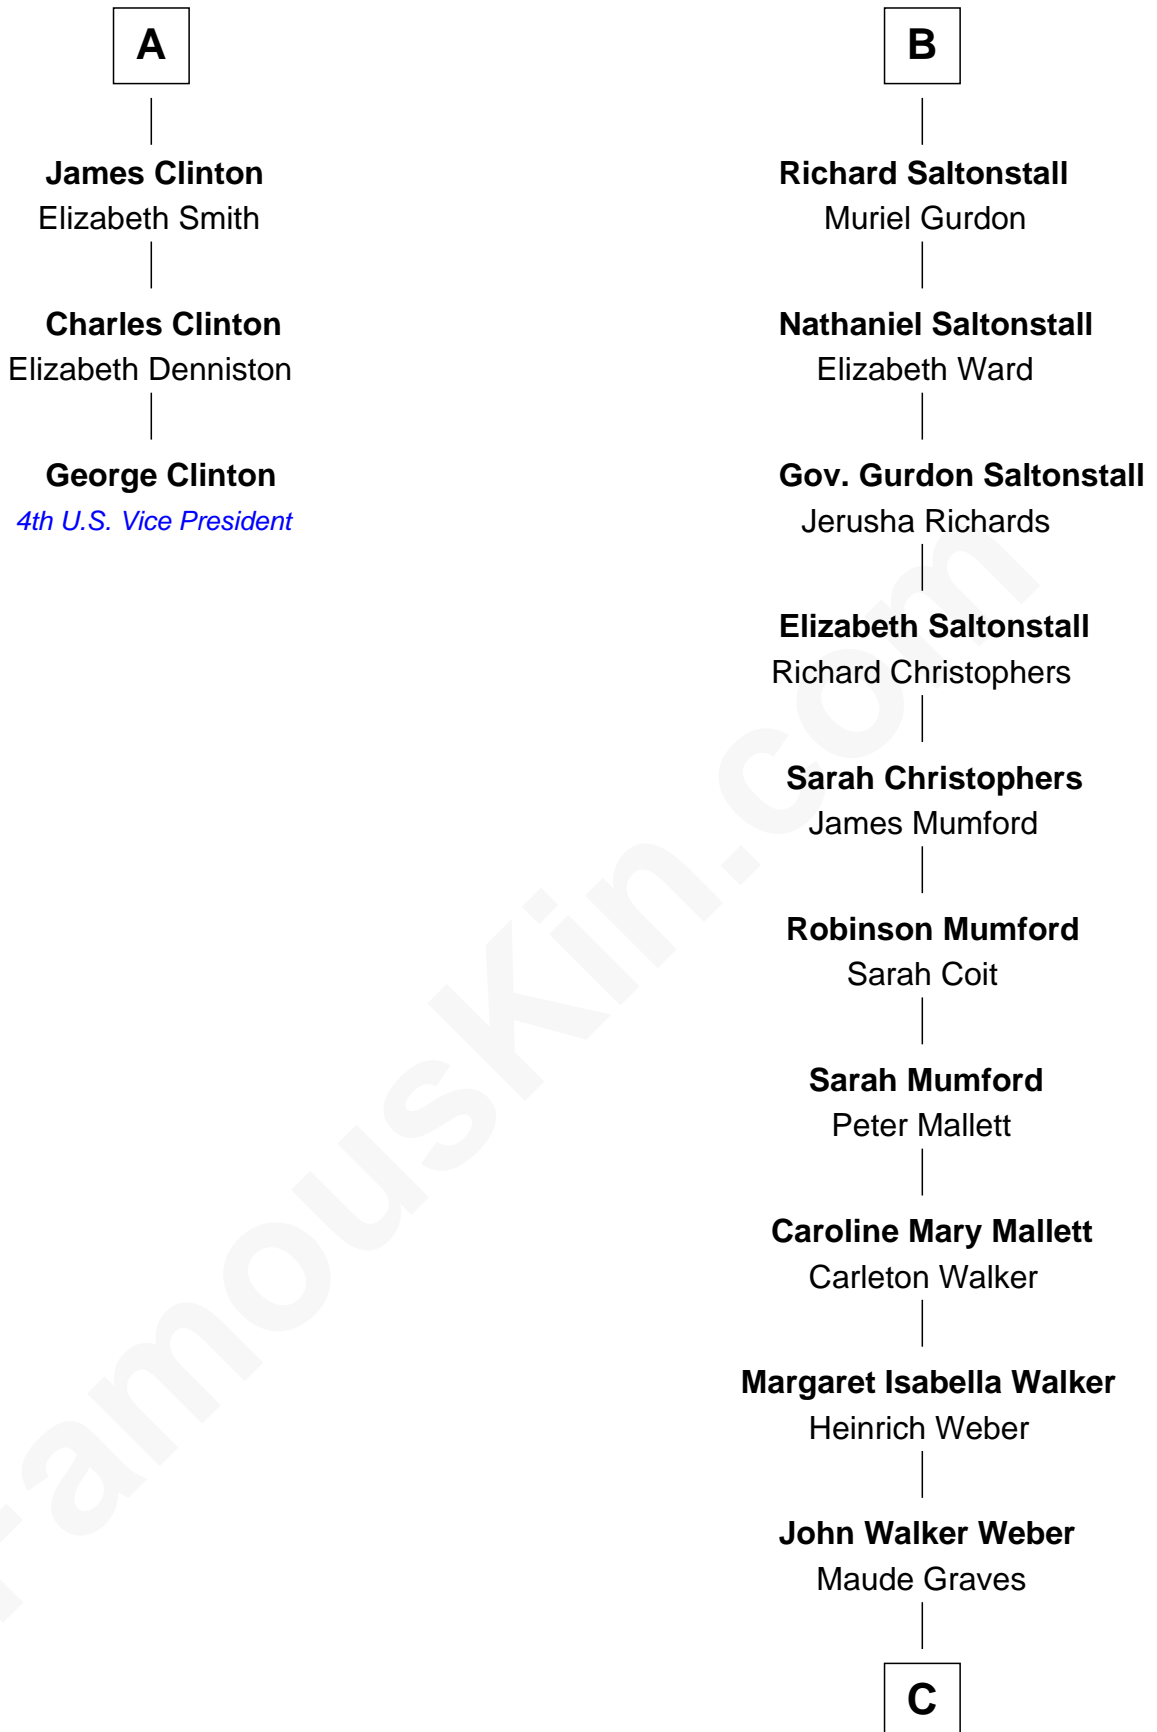 A
James Clinton
Elizabeth Smith
Charles Clinton
Elizabeth Denniston
George Clinton
4th U.S. Vice President
B
Richard Saltonstall
Muriel Gurdon
Nathaniel Saltonstall
Elizabeth Ward
Gov. Gurdon Saltonstall
Jerusha Richards
Elizabeth Saltonstall
Richard Christophers
Sarah Christophers
James Mumford
Robinson Mumford
Sarah Coit
Sarah Mumford
Peter Mallett
Caroline Mary Mallett
Carleton Walker
Margaret Isabella Walker
Heinrich Weber
John Walker Weber
Maude Graves
C
FamousKin.com